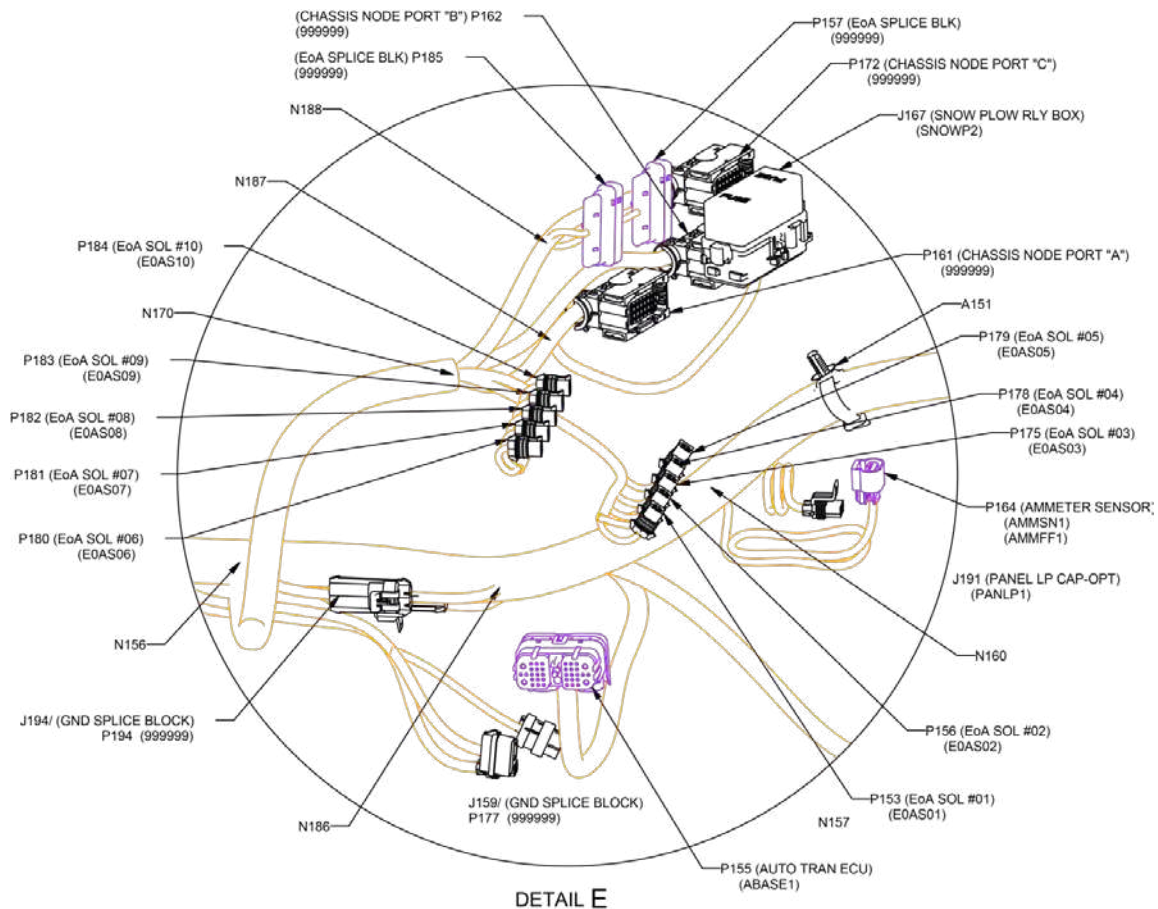 (CHASSIS NODE PORT "B") P162
(999999)
(EoA SPLICE BLK) P185
(999999)
N188
N187
P184 (EoA SOL #10)
(E0AS10)
N170
P183 (EoA SOL #09)
(E0AS09)
P182 (EoA SOL #08)
(E0AS08)
P181 (EoA SOL #07)
(E0AS07)
P180 (EoA SOL #06)
(E0AS06)
N156
J194/ (GND SPLICE BLOCK)
P194 (999999)
N186
P157 (EoA SPLICE BLK)
(999999)
P172 (CHASSIS NODE PORT "C")
(999999)
J167 (SNOW PLOW RLY BOX)
(SNOWP2)
P161 (CHASSIS NODE PORT "A")
(999999)
A151
P179 (EoA SOL #05)
(E0AS05)
P178 (EoA SOL #04)
(E0AS04)
P175 (EoA SOL #03)
(E0AS03)
P164 (AMMETER SENSOR)
(AMMSN1)
(AMMFF1)
J191 (PANEL LP CAP-OPT)
(PANLP1)
N160
P156 (EoA SOL #02)
(E0AS02)
P153 (EoA SOL #01)
(E0AS01)
N157
J159/ (GND SPLICE BLOCK)
P177 (999999)
P155 (AUTO TRAN ECU)
(ABASE1)
DETAIL E